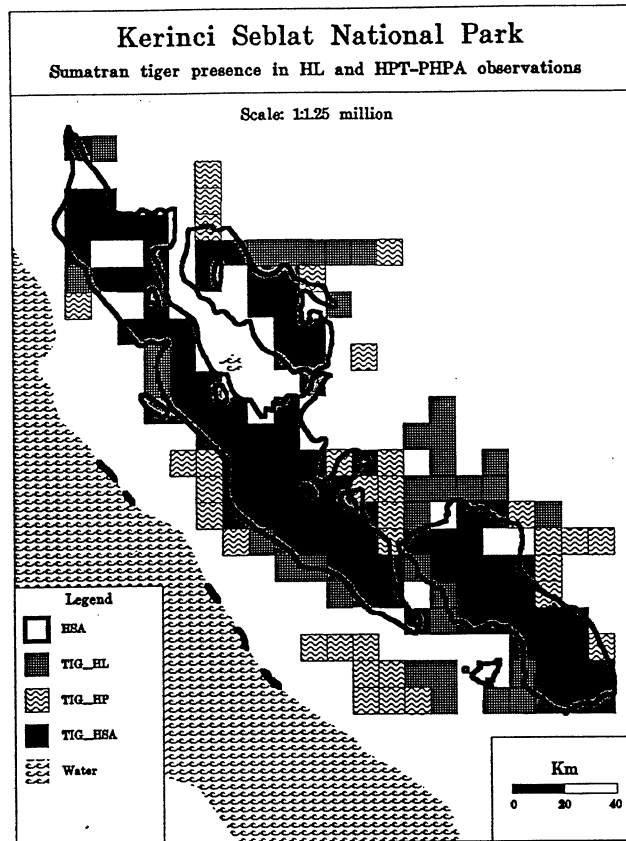 Kerinci Seblat National Park
Sumatran tiger presence in HL and HPT-PHPA observations
Scale: 1:1.25 million
Legend
HSA
TIG_HL
TIG_HP
TIG_HSA
Water
Km
0 20 40